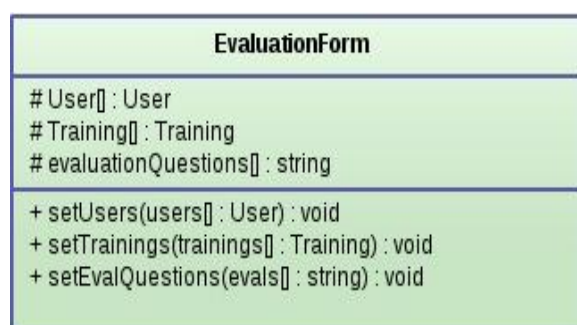 EvaluationForm
# User[] : User
# Training[] : Training
# evaluationQuestions[] : string
+ setUsers(users[] : User) : void
+ setTrainings(trainings[] : Training) : void
+ setEvalQuestions(evals[] : string) : void